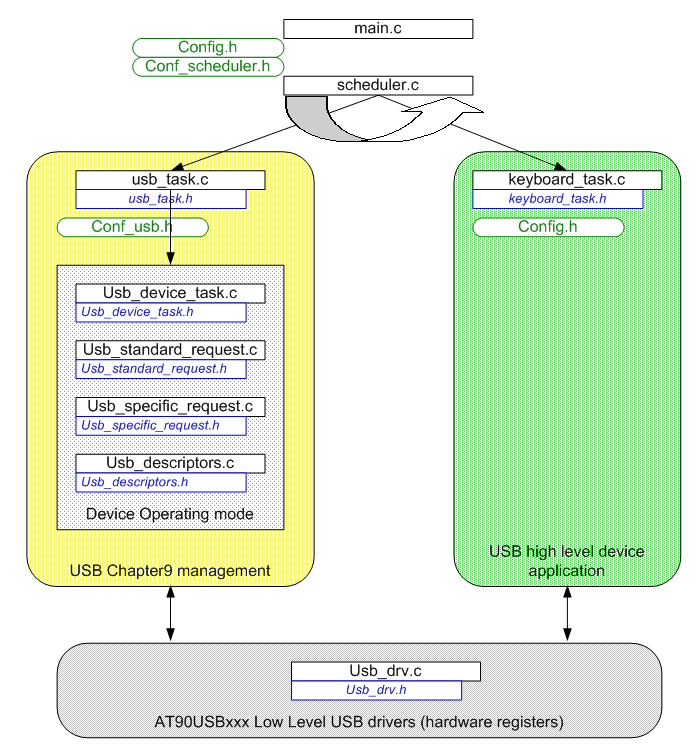 main.c
Config.h
Conf_scheduler.h
scheduler.c
usb_task.c
usb_task.h
Conf_usb.h
Usb_device_task.c
Usb_device_task.h
Usb_standard_request.c
Usb_standard_request.h
Usb_specific_request.c
Usb_specific_request.h
Usb_descriptors.c
Usb_descriptors.h
Device Operating mode
USB Chapter9 management
keyboard_task.c
keyboard_task.h
Config.h
USB high level device
application
Usb_drv.c
Usb_drv.h
AT90USBxxx Low Level USB drivers (hardware registers)